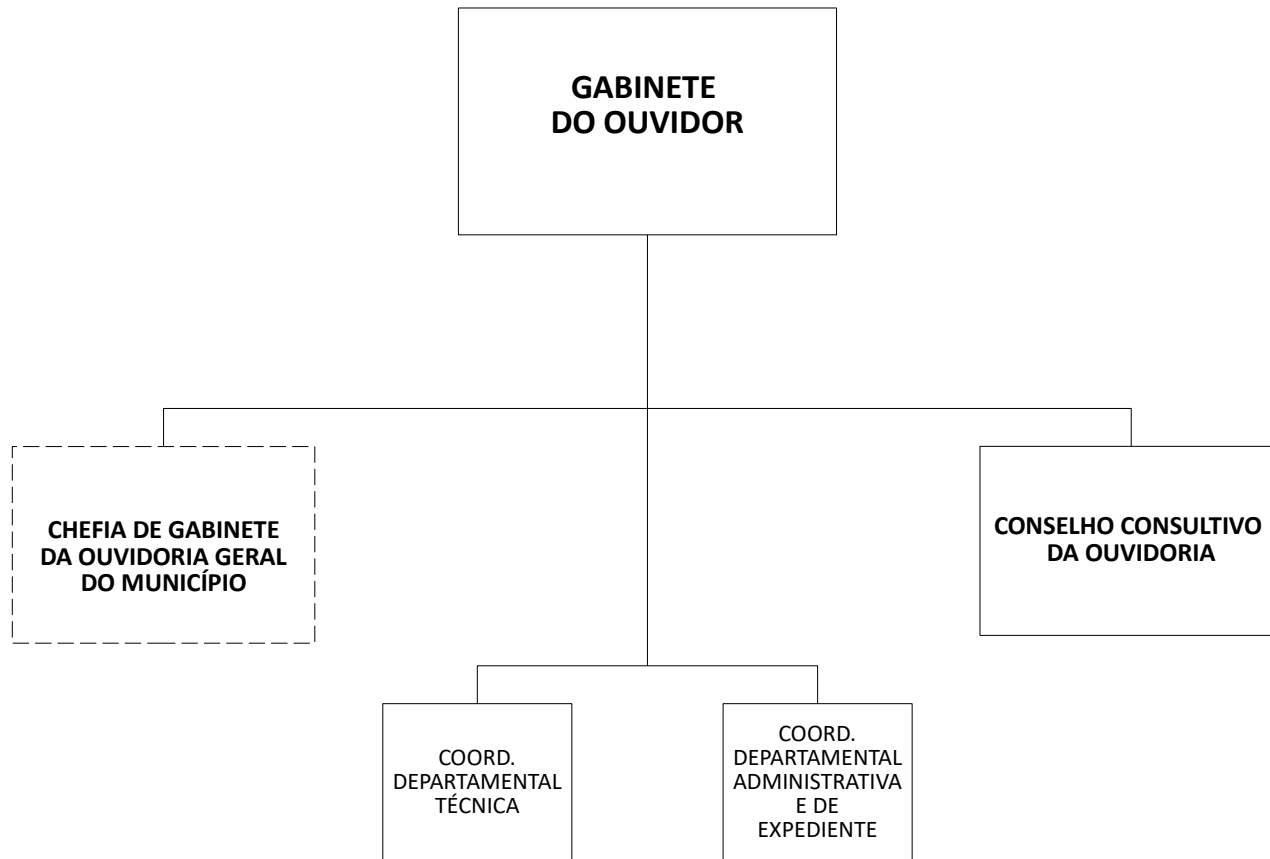 GABINETE
DO OUVIDOR
CHEFIA DE GABINETE
DA OUVIDORIA GERAL
DO MUNICÍPIO
CONSELHO CONSULTIVO
DA OUVIDORIA
COORD.
DEPARTAMENTAL
TÉCNICA
COORD.
DEPARTAMENTAL
ADMINISTRATIVA
E DE
EXPEDIENTE